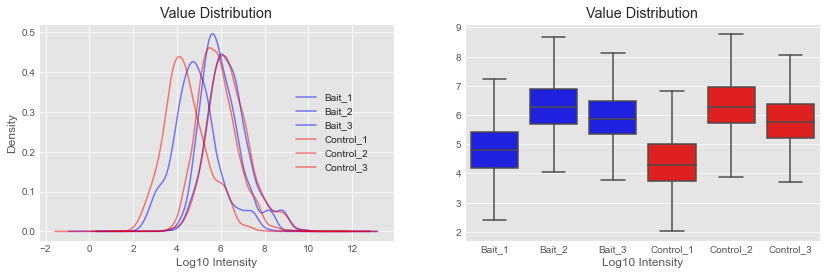 Value Distribution
0.5
0.4
0.3
0.2
0.1
0.0
Density
−2
0
2
4
6
8
10
12
Log10 Intensity
Bait_1
Bait_2
Bait_3
Control_1
Control_2
Control_3
Value Distribution
9
8
7
6
5
4
3
2
Bait_1
Bait_2
Bait_3
Control_1
Control_2
Control_3
Log10 Intensity